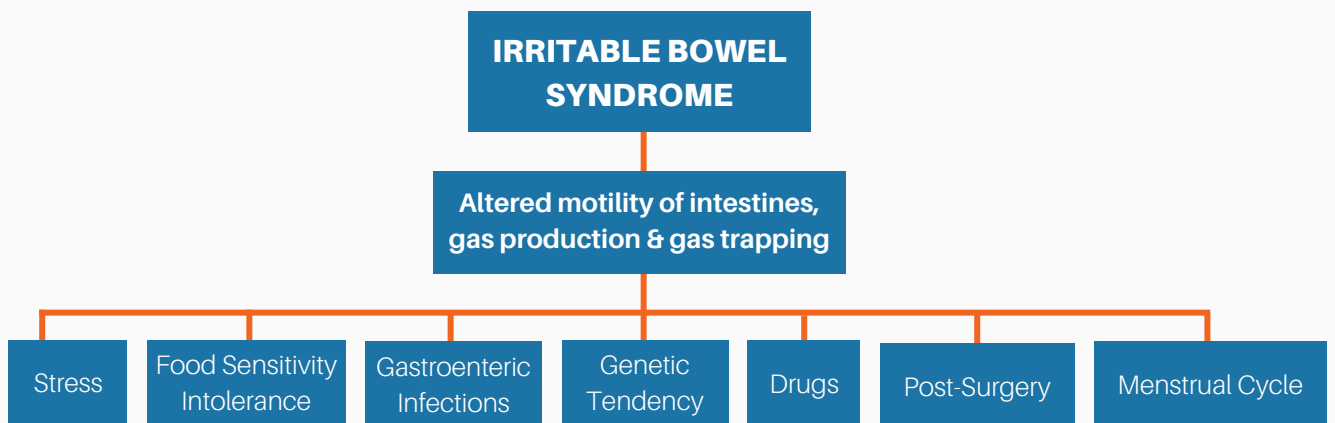 IRRITABLE BOWEL
SYNDROME
Altered motility of intestines,
gas production & gas trapping
Stress
Food Sensitivity
Intolerance
Gastroenteric
Infections
Genetic
Tendency
Drugs
Post-Surgery
Menstrual Cycle